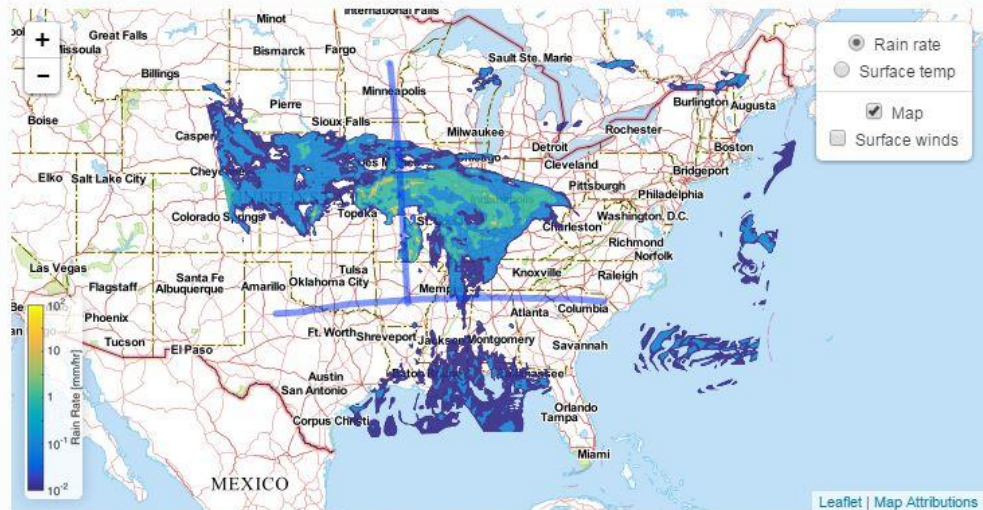 International Falls
Minot
Great Falls
Missoula
Bismarck
Fargo
Sault Ste. Marie
Billings
Minneapolis
Pierre
Boise
Sioux Falls
Burlington
Augusta
Casper
Milwaukee
Rochester
Detroit
Boston
Cleveland
Bridgeport
Elko
Salt Lake City
Pittsburgh
Philadelphia
Colorado Springs
Topeka
Washington, D.C.
Charleston
Richmond
Norfolk
Las Vegas
Tulsa
Knoxville
Raleigh
Santa Fe
Flagstaff
Albuquerque
Amarillo
Oklahoma City
Columbia
Atlanta
Phoenix
Ft. Worth
Shreveport
Jackson
Montgomery
Tucson
Savannah
El Paso
Austin
San Antonio
Orlando
Tampa
Corpus Christi
Miami
MEXICO
+
−
Rain rate
Surface temp
Map
Surface winds
10²
10
1
10⁻¹
10⁻²
Rain Rate [mm/hr]
Leaflet | Map Attributions